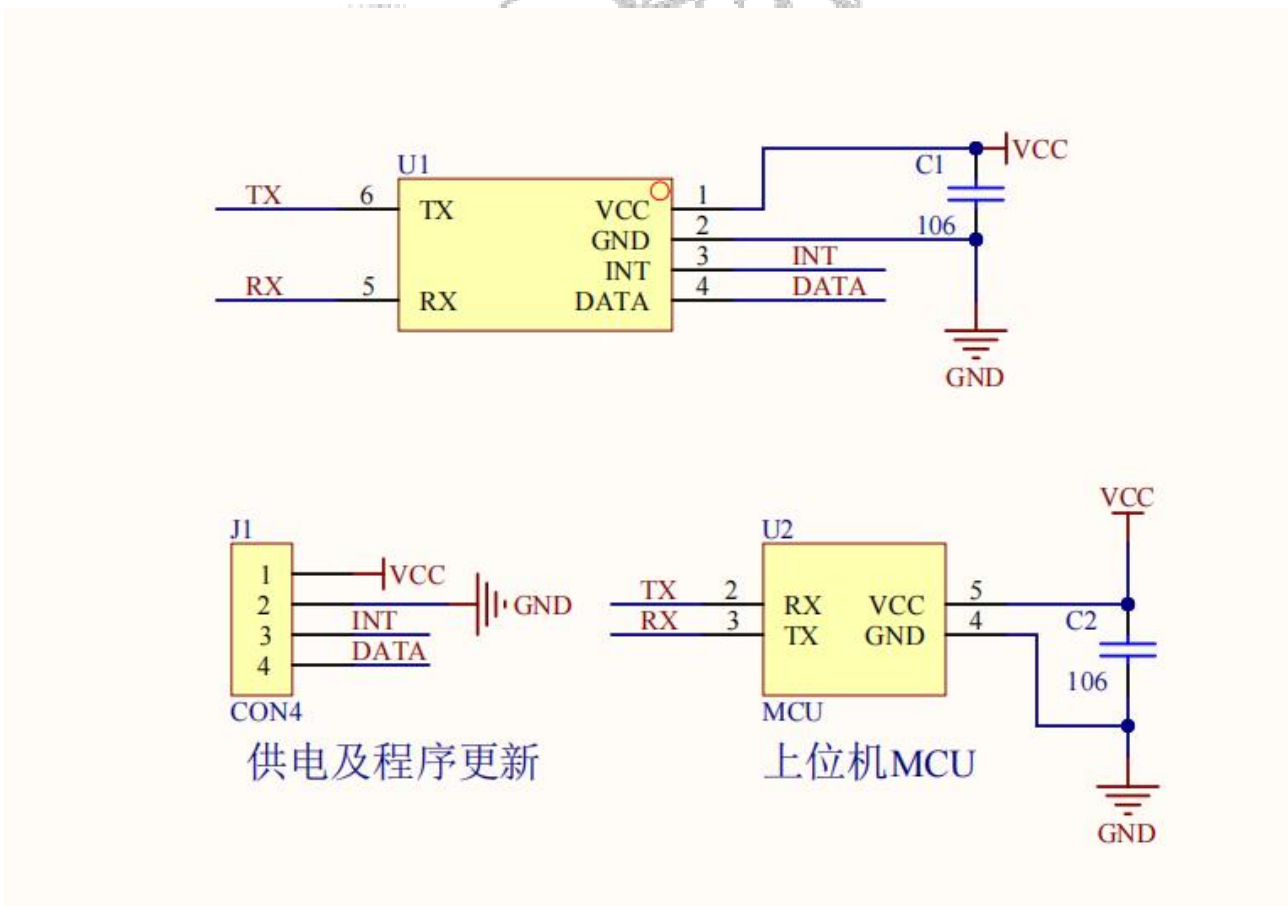 U1
TX 6 TX
RX 5 RX
VCC 1
GND 2
INT 3 INT
DATA 4 DATA
C1
106
VCC
GND
J1
1 VCC
2 GND
3 INT
4 DATA
CON4
供电及程序更新
U2
TX 2 RX VCC 5
RX 3 TX GND 4
MCU
上位机MCU
VCC
C2
106
GND